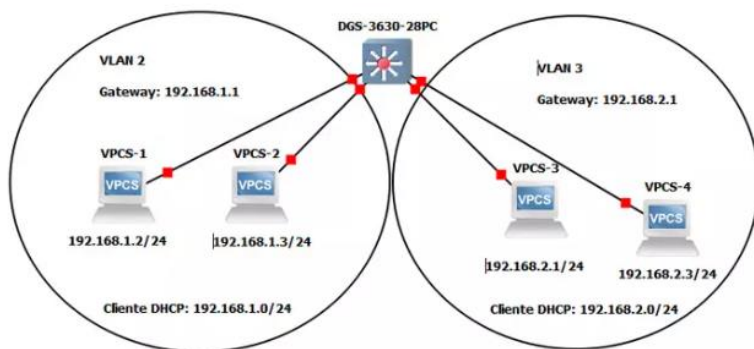 DGS-3630-28PC
VLAN 2
Gateway: 192.168.1.1
VLAN 3
Gateway: 192.168.2.1
VPCS-1
VPCS
192.168.1.2/24
VPCS-2
VPCS
192.168.1.3/24
VPCS-3
VPCS
192.168.2.1/24
VPCS-4
VPCS
192.168.2.3/24
Cliente DHCP: 192.168.1.0/24
Cliente DHCP: 192.168.2.0/24